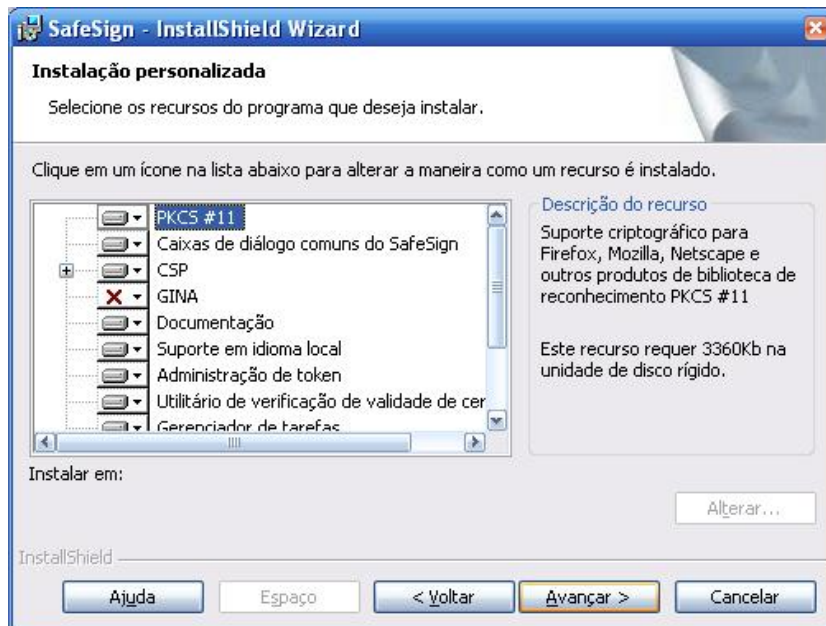 SafeSign - InstallShield Wizard
Instalação personalizada
Selecione os recursos do programa que deseja instalar.
Clique em um ícone na lista abaixo para alterar a maneira como um recurso é instalado.
PKCS #11
Caixas de diálogo comuns do SafeSign
CSP
GINA
Documentação
Suporte em idioma local
Administração de token
Utilitário de verificação de validade de cer
Gerenciador de tarefas
Descrição do recurso
Suporte criptográfico para
Firefox, Mozilla, Netscape e
outros produtos de biblioteca de
reconhecimento PKCS #11
Este recurso requer 3360Kb na
unidade de disco rígido.
Instalar em:
Alterar...
InstallShield
Ajuda
Espaço
< Voltar
Avançar >
Cancelar